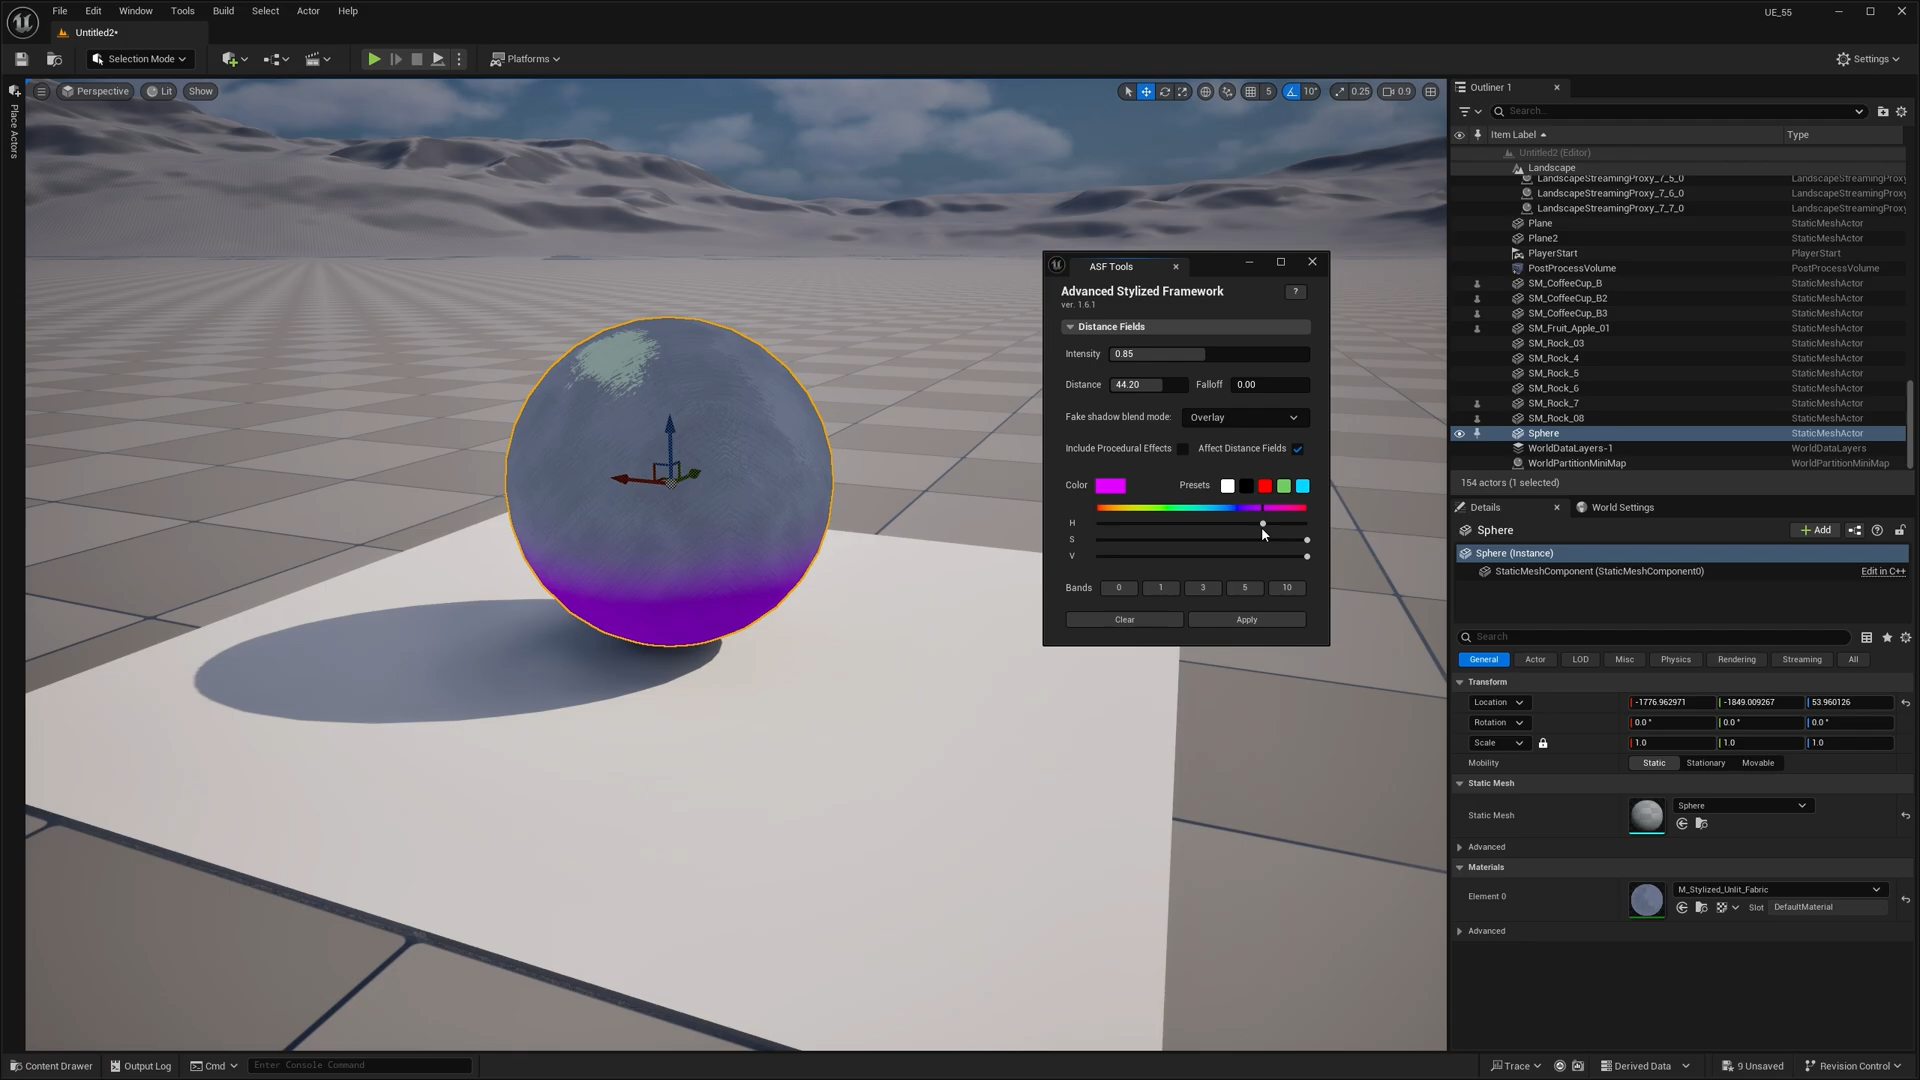 File Edit Window Tools Build Select Actor Help UE_55
Untitled2*
Selection Mode Platforms Settings
Place Actors
Perspective Lit Show 5 10° 0.25 0.9
Outliner 1
Search...
Item Label Type
Untitled2 (Editor)
Landscape
LandscapeStreamingProxy_7_5_0 LandscapeStreamingProxy
LandscapeStreamingProxy_7_6_0 LandscapeStreamingProxy
LandscapeStreamingProxy_7_7_0 LandscapeStreamingProxy
Plane StaticMeshActor
Plane2 StaticMeshActor
PlayerStart PlayerStart
PostProcessVolume PostProcessVolume
SM_CoffeeCup_B StaticMeshActor
SM_CoffeeCup_B2 StaticMeshActor
SM_CoffeeCup_B3 StaticMeshActor
SM_Fruit_Apple_01 StaticMeshActor
SM_Rock_03 StaticMeshActor
SM_Rock_4 StaticMeshActor
SM_Rock_5 StaticMeshActor
SM_Rock_6 StaticMeshActor
SM_Rock_7 StaticMeshActor
SM_Rock_08 StaticMeshActor
Sphere StaticMeshActor
WorldDataLayers-1 WorldDataLayers
WorldPartitionMiniMap WorldPartitionMiniMap
154 actors (1 selected)
ASF Tools
Advanced Stylized Framework ?
ver. 1.6.1
Distance Fields
Intensity 0.85
Distance 44.20 Falloff 0.00
Fake shadow blend mode: Overlay
Include Procedural Effects Affect Distance Fields
Color Presets
H
S
V
Bands 0 1 3 5 10
Clear Apply
Details World Settings
Sphere Add
Sphere (Instance)
StaticMeshComponent (StaticMeshComponent0) Edit in C++
Search
General Actor LOD Misc Physics Rendering Streaming All
Transform
Location -1776.962971 -1849.009267 53.960126
Rotation 0.0° 0.0° 0.0°
Scale 1.0 1.0 1.0
Mobility Static Stationary Movable
Static Mesh
Static Mesh Sphere
Advanced
Materials
Element 0 M_Stylized_Unlit_Fabric
Slot DefaultMaterial
Advanced
Content Drawer Output Log Cmd Enter Console Command Trace Derived Data 9 Unsaved Revision Control